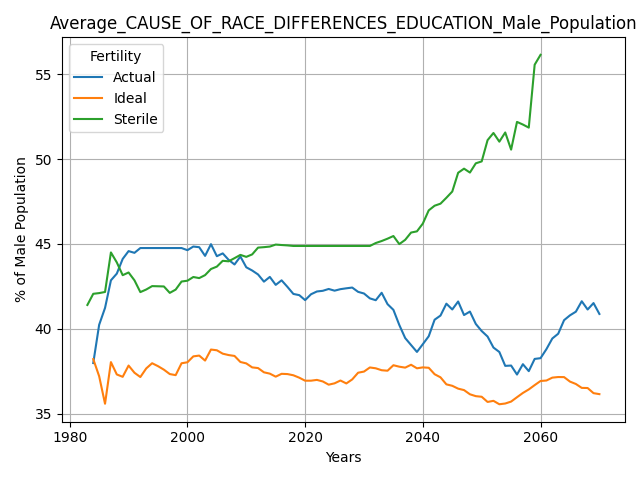 Average_CAUSE_OF_RACE_DIFFERENCES_EDUCATION_Male_Population
Fertility
Actual
Ideal
Sterile
55
50
45
40
35
% of Male Population
1980
2000
2020
2040
2060
Years